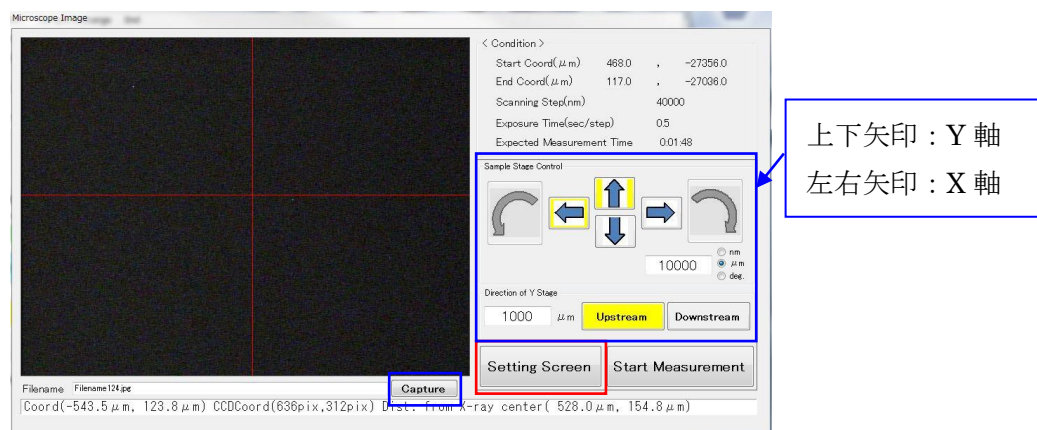 Microscope Image
< Condition >
Start Coord(μm) 468.0 , -27356.0
End Coord(μm) 117.0 , -27036.0
Scanning Step(nm) 40000
Exposure Time(sec/step) 0.5
Expected Measurement Time 0:01:48
Sample Stage Control
nm
10000 μm
deg.
Direction of Y Stage
1000 μm Upstream Downstream
Setting Screen Start Measurement
Filename Filename124.jpg Capture
Coord(-543.5μm, 123.8μm) CCDCoord(636pix,312pix) Dist. from X-ray center( 528.0μm, 154.8μm)
上下矢印：Y 軸
左右矢印：X 軸